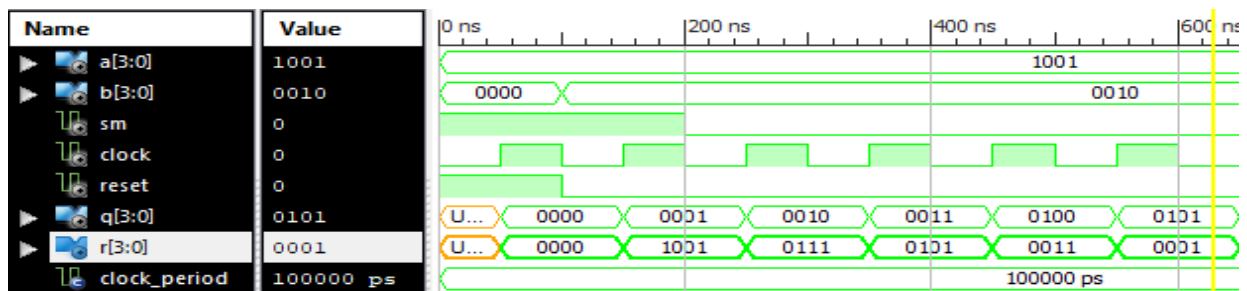 Name Value 0 ns 200 ns 400 ns 600 ns
a[3:0] 1001 1001
b[3:0] 0010 0000 0010
sm 0
clock 0
reset 0
q[3:0] 0101 U... 0000 0001 0010 0011 0100 0101
r[3:0] 0001 U... 0000 1001 0111 0101 0011 0001
clock_period 100000 ps 100000 ps